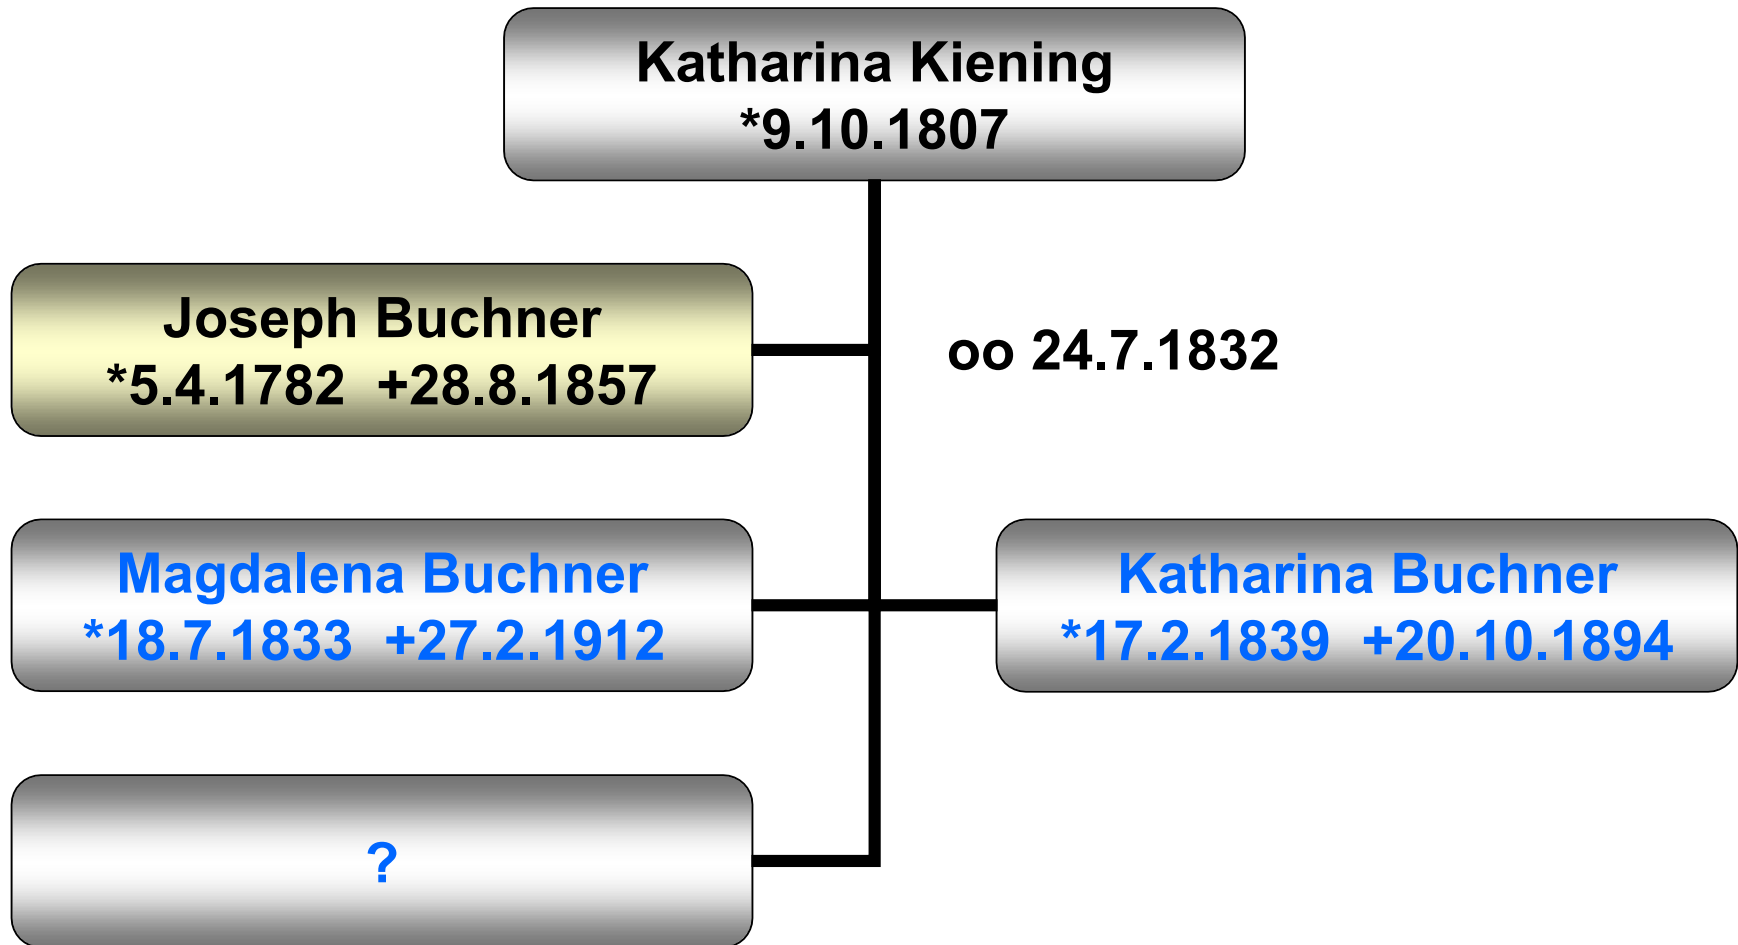 Katharina Kiening
*9.10.1807
Joseph Buchner
*5.4.1782 +28.8.1857
oo 24.7.1832
Magdalena Buchner
*18.7.1833 +27.2.1912
Katharina Buchner
*17.2.1839 +20.10.1894
?